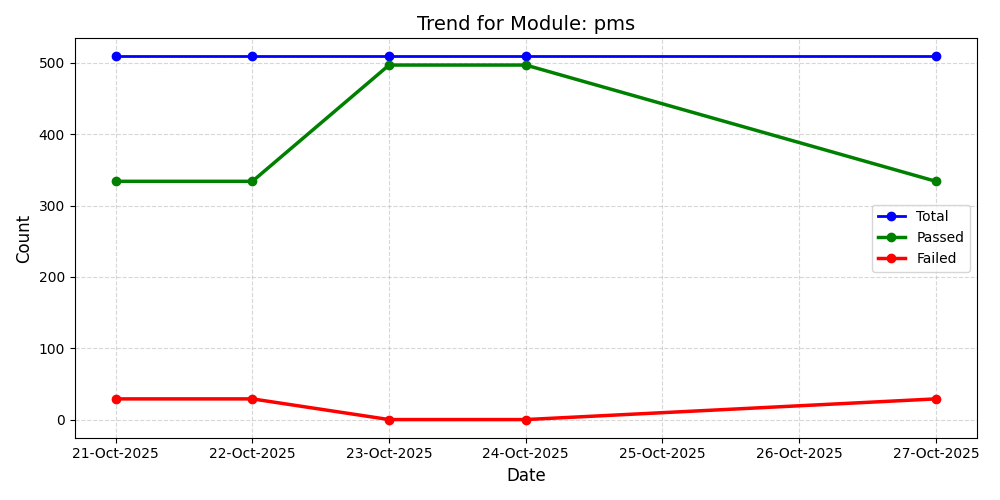 Trend for Module: pms
Count
500
400
300
200
100
0
Total
Passed
Failed
21-Oct-2025 22-Oct-2025 23-Oct-2025 24-Oct-2025 25-Oct-2025 26-Oct-2025 27-Oct-2025
Date